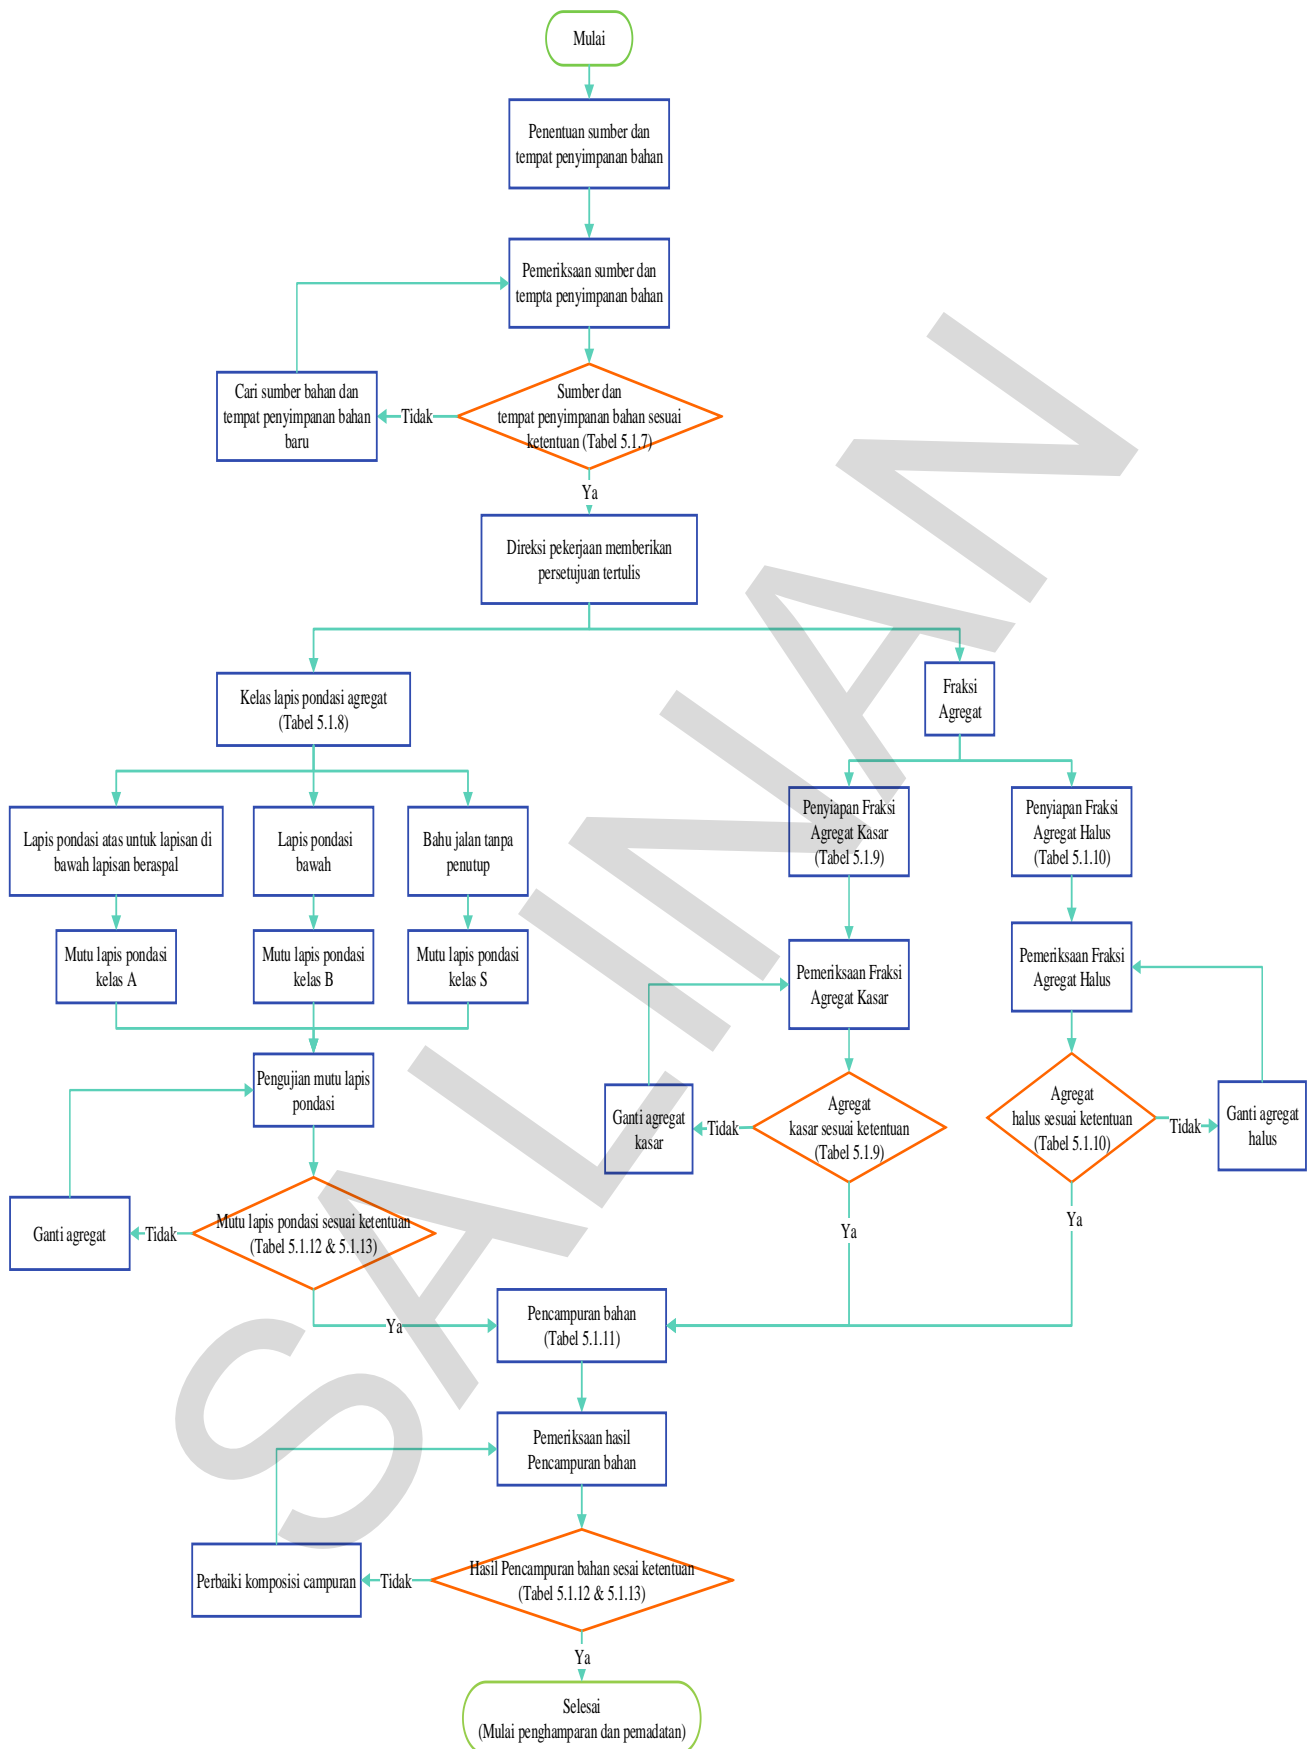 Mulai
Penentuan sumber dan
tempat penyimpanan bahan
Pemeriksaan sumber dan
tempta penyimpanan bahan
Cari sumber bahan dan
tempat penyimpanan bahan
baru
Tidak
Sumber dan
tempat penyimpanan bahan sesuai
ketentuan (Tabel 5.1.7)
Ya
Direksi pekerjaan memberikan
persetujuan tertulis
Kelas lapis pondasi agregat
(Tabel 5.1.8)
Fraksi
Agregat
Lapis pondasi atas untuk lapisan di
bawah lapisan beraspal
Lapis pondasi
bawah
Bahu jalan tanpa
penutup
Penyiapan Fraksi
Agregat Kasar
(Tabel 5.1.9)
Penyiapan Fraksi
Agregat Halus
(Tabel 5.1.10)
Mutu lapis pondasi
kelas A
Mutu lapis pondasi
kelas B
Mutu lapis pondasi
kelas S
Pemeriksaan Fraksi
Agregat Kasar
Pemeriksaan Fraksi
Agregat Halus
Pengujian mutu lapis
pondasi
Ganti agregat
kasar
Tidak
Agregat
kasar sesuai ketentuan
(Tabel 5.1.9)
Agregat
halus sesuai ketentuan
(Tabel 5.1.10)
Tidak
Ganti agregat
halus
Ganti agregat
Tidak
Mutu lapis pondasi sesuai ketentuan
(Tabel 5.1.12 & 5.1.13)
Ya
Ya
Ya
Pencampuran bahan
(Tabel 5.1.11)
Pemeriksaan hasil
Pencampuran bahan
Perbaiki komposisi campuran
Tidak
Hasil Pencampuran bahan sesai ketentuan
(Tabel 5.1.12 & 5.1.13)
Ya
Selesai
(Mulai penghamparan dan pemadatan)
SALINAN